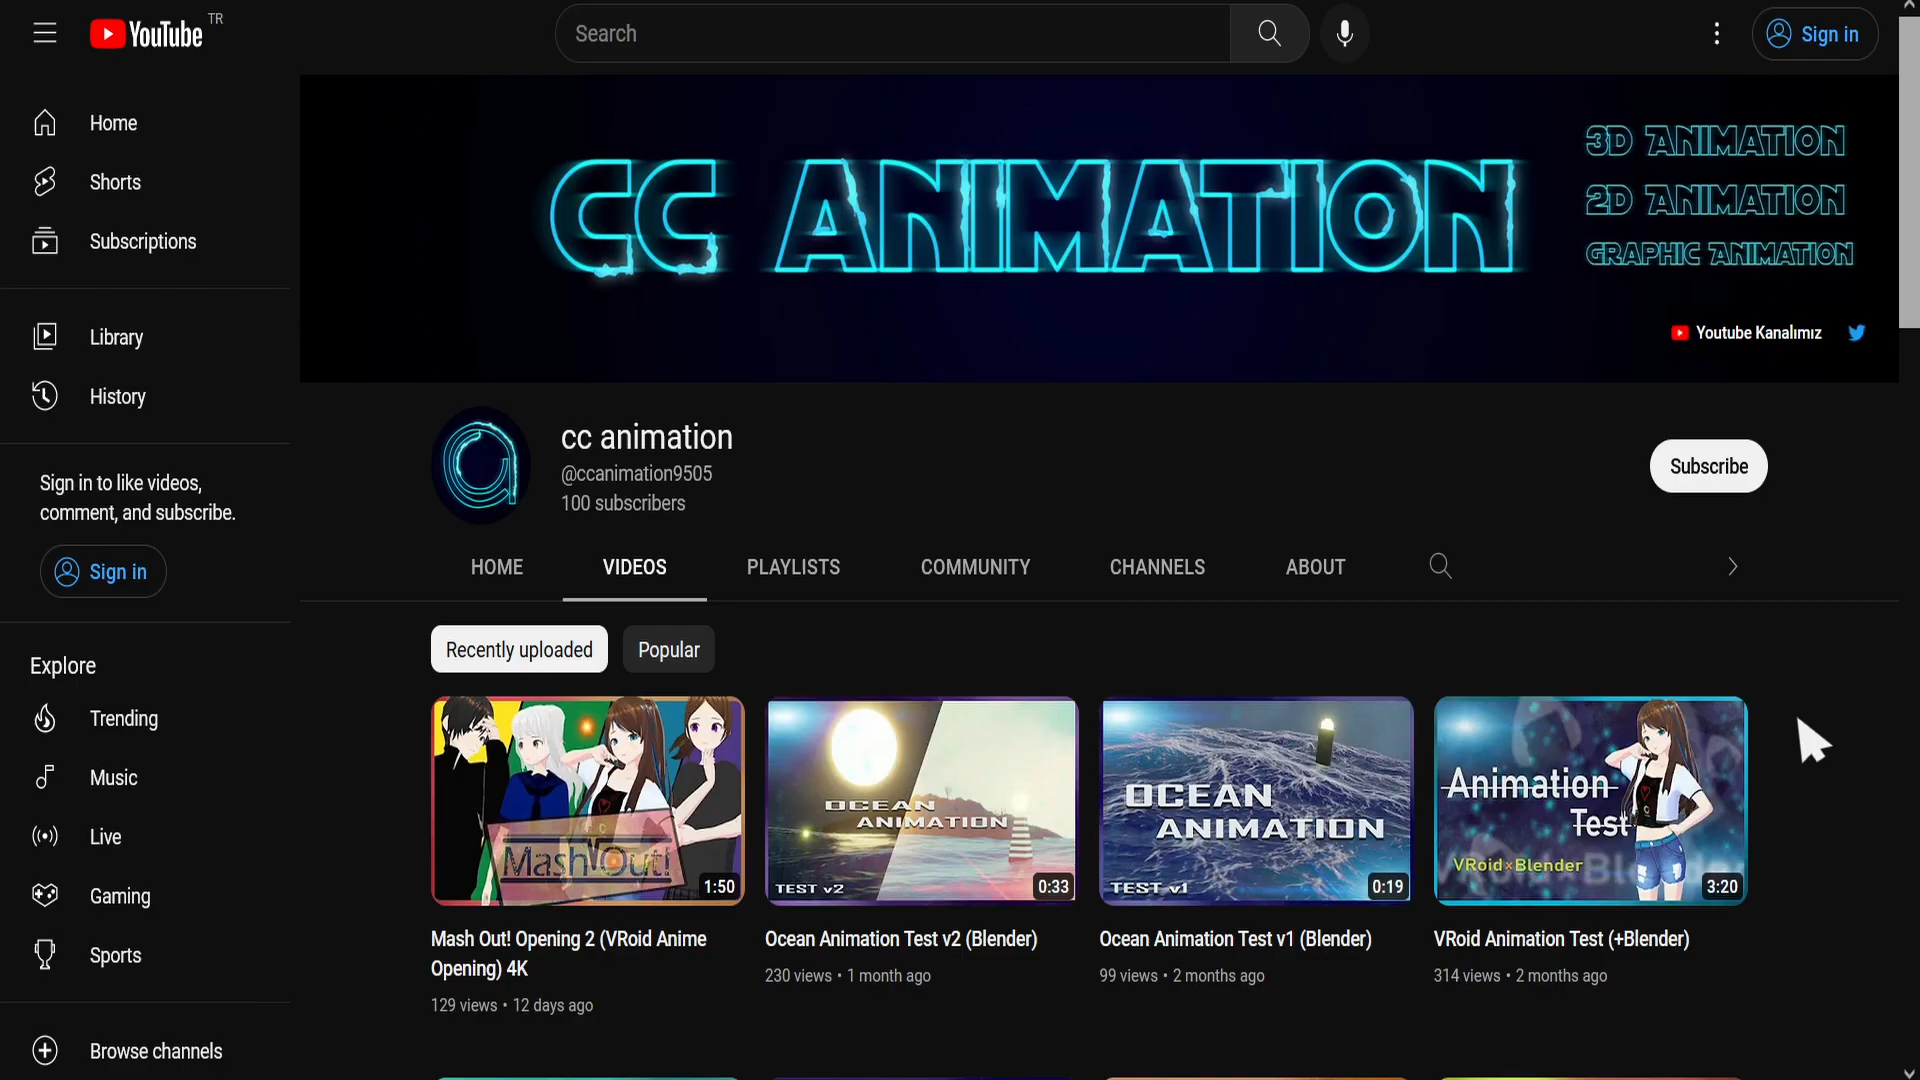 YouTube TR
Search
Sign in
Home
Shorts
Subscriptions
Library
History
Sign in to like videos,
comment, and subscribe.
Sign in
Explore
Trending
Music
Live
Gaming
Sports
Browse channels
CC ANIMATION
3D ANIMATION
2D ANIMATION
GRAPHIC ANIMATION
Youtube Kanalımız
cc animation
@ccanimation9505
100 subscribers
Subscribe
HOME VIDEOS PLAYLISTS COMMUNITY CHANNELS ABOUT
Recently uploaded Popular
Mash Out!
1:50
Mash Out! Opening 2 (VRoid Anime
Opening) 4K
129 views • 12 days ago
OCEAN
ANIMATION
TEST v2
0:33
Ocean Animation Test v2 (Blender)
230 views • 1 month ago
OCEAN
ANIMATION
TEST v1
0:19
Ocean Animation Test v1 (Blender)
99 views • 2 months ago
Animation
Test
VRoid×Blender
3:20
VRoid Animation Test (+Blender)
314 views • 2 months ago